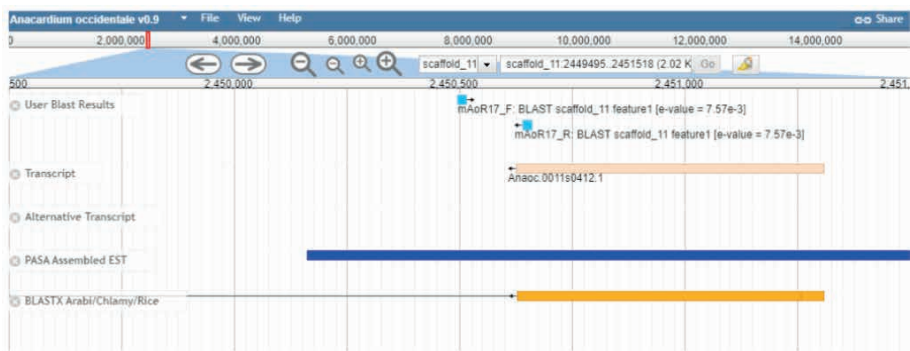 Anacardium occidentale v0.9 File View Help Share
0 2,000,000 4,000,000 6,000,000 8,000,000 10,000,000 12,000,000 14,000,000
scaffold_11 scaffold_11:2449495..2451518 (2.02 K Go
500 2,450,000 2,450,500 2,451,000 2,451,
User Blast Results
mAoR17_F: BLAST scaffold_11 feature1 [e-value = 7.57e-3]
mAoR17_R: BLAST scaffold_11 feature1 [e-value = 7.57e-3]
Transcript
Anaoc.0011s0412.1
Alternative Transcript
PASA Assembled EST
BLASTX Arabi/Chlamy/Rice